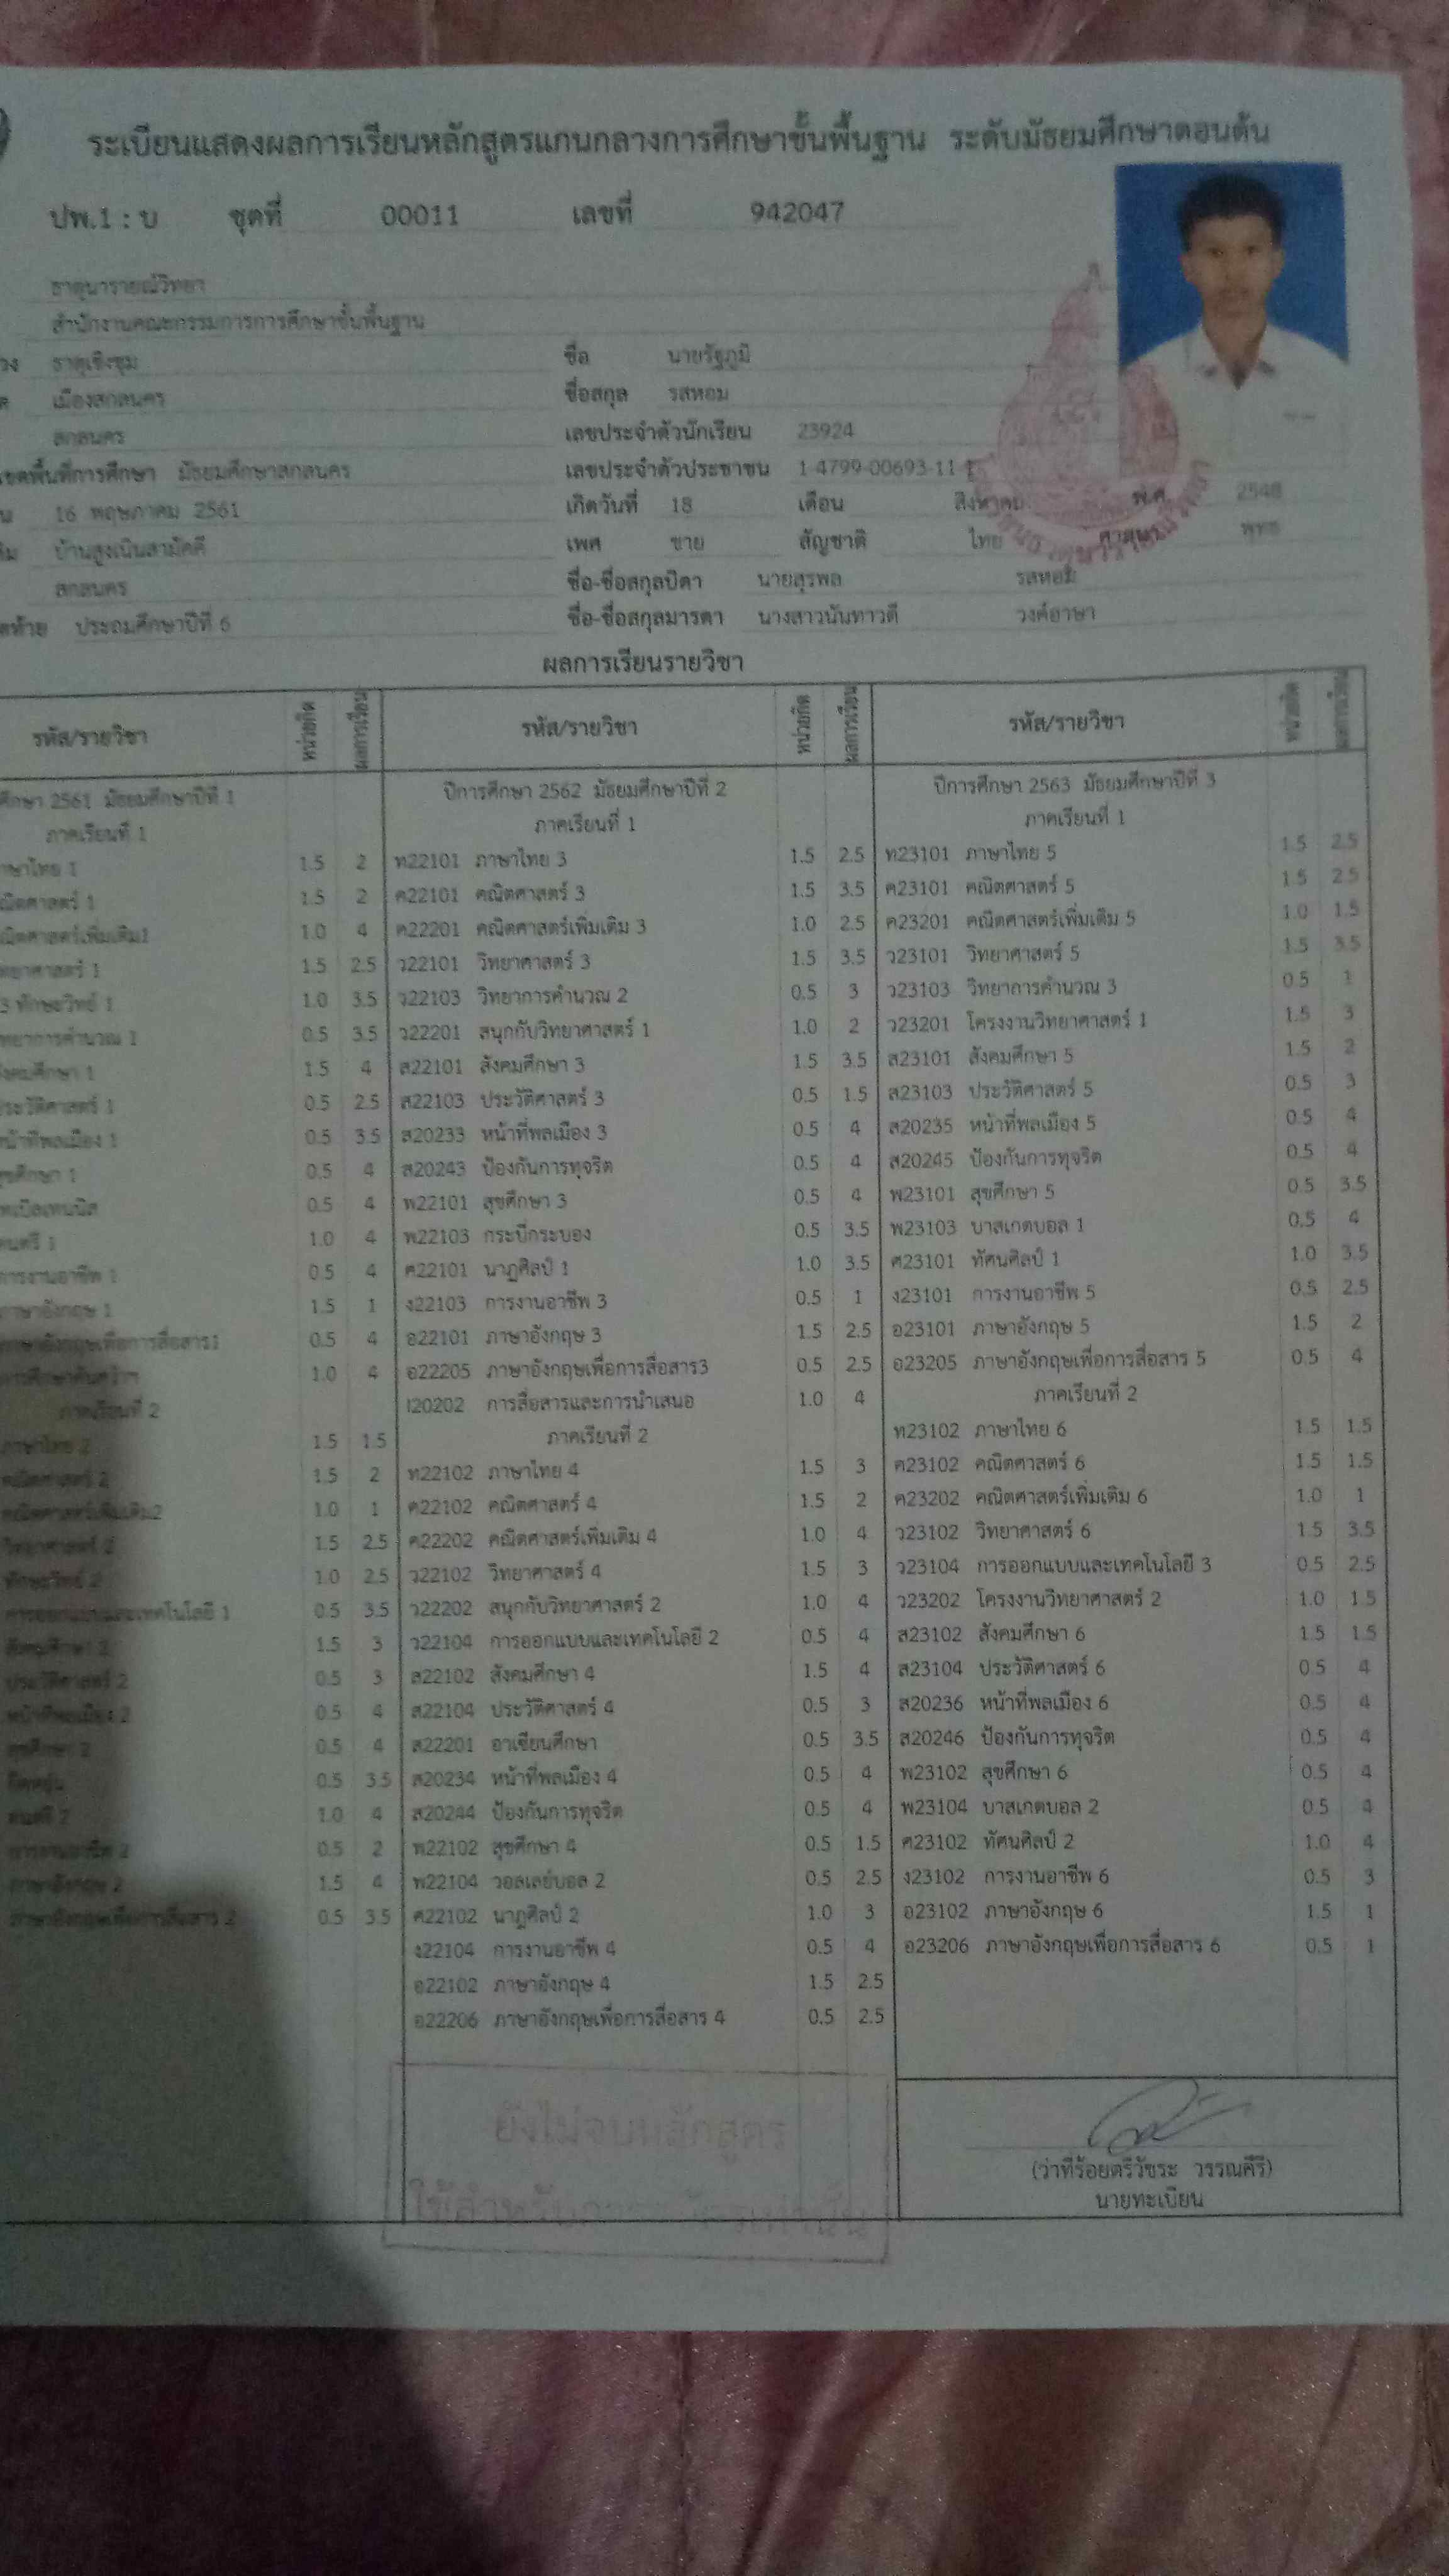 ระเบียนแสดงผลการเรียนหลักสูตรแกนกลางการศึกษาขั้นพื้นฐาน ระดับมัธยมศึกษาตอนต้น
ปพ.1 : บ ชุดที่ 00011 เลขที่ 942047
ธาตุนารายณ์วิทยา
สำนักงานคณะกรรมการการศึกษาขั้นพื้นฐาน
ธาตุเชิงชุม ชื่อ นายรัฐภูมิ
เมืองสกลนคร ชื่อสกุล รสหอม
สกลนคร เลขประจำตัวนักเรียน 23924
เขตพื้นที่การศึกษา มัธยมศึกษาสกลนคร เลขประจำตัวประชาชน 1-4799-00693-11-
16 พฤษภาคม 2561 เกิดวันที่ 18 เดือน สิงหาคม พ.ศ. 2548
บ้านสูงเนินสามัคคี เพศ ชาย สัญชาติ ไทย ศาสนา พุทธ
สกลนคร ชื่อ-ชื่อสกุลบิดา นายสุรพล รสหอม
ประถมศึกษาปีที่ 6 ชื่อ-ชื่อสกุลมารดา นางสาวนันทาวดี วงค์อาษา
ผลการเรียนรายวิชา
รหัส/รายวิชา หน่วยกิต ผลการเรียน รหัส/รายวิชา หน่วยกิต ผลการเรียน รหัส/รายวิชา หน่วยกิต ผลการเรียน
ศึกษา 2561 มัธยมศึกษาปีที่ 1
ภาคเรียนที่ 1
ภาษาไทย 1 1.5 2
คณิตศาสตร์ 1 1.5 2
คณิตศาสตร์เพิ่มเติม1 1.0 4
วิทยาศาสตร์ 1 1.5 2.5
3 ทักษะวิทย์ 1 1.0 3.5
วิทยาการคำนวณ 1 0.5 3.5
สังคมศึกษา 1 1.5 4
ประวัติศาสตร์ 1 0.5 2.5
หน้าที่พลเมือง 1 0.5 3.5
สุขศึกษา 1 0.5 4
เทเบิลเทนนิส 0.5 4
ดนตรี 1 1.0 4
การงานอาชีพ 1 0.5 4
ภาษาอังกฤษ 1 1.5 1
ภาษาอังกฤษเพื่อการสื่อสาร1 0.5 4
1.0 4
ภาคเรียนที่ 2
ภาษาไทย 2 1.5 1.5
คณิตศาสตร์ 2 1.5 2
คณิตศาสตร์เพิ่มเติม2 1.0 1
วิทยาศาสตร์ 2 1.5 2.5
ทักษะวิทย์ 2 1.0 2.5
การออกแบบและเทคโนโลยี 1 0.5 3.5
สังคมศึกษา 2 1.5 3
ประวัติศาสตร์ 2 0.5 3
หน้าที่พลเมือง 2 0.5 4
สุขศึกษา 2 0.5 4
0.5 3.5
ดนตรี 2 1.0 4
การงานอาชีพ 2 0.5 2
ภาษาอังกฤษ 2 1.5 4
ภาษาอังกฤษเพื่อการสื่อสาร 2 0.5 3.5
ปีการศึกษา 2562 มัธยมศึกษาปีที่ 2
ภาคเรียนที่ 1
ท22101 ภาษาไทย 3 1.5 2.5
ค22101 คณิตศาสตร์ 3 1.5 3.5
ค22201 คณิตศาสตร์เพิ่มเติม 3 1.0 2.5
ว22101 วิทยาศาสตร์ 3 1.5 3.5
ว22103 วิทยาการคำนวณ 2 0.5 3
ว22201 สนุกกับวิทยาศาสตร์ 1 1.0 2
ส22101 สังคมศึกษา 3 1.5 3.5
ส22103 ประวัติศาสตร์ 3 0.5 1.5
ส20233 หน้าที่พลเมือง 3 0.5 4
ส20243 ป้องกันการทุจริต 0.5 4
พ22101 สุขศึกษา 3 0.5 4
พ22103 กระบี่กระบอง 0.5 3.5
ศ22101 นาฏศิลป์ 1 1.0 3.5
ง22103 การงานอาชีพ 3 0.5 1
อ22101 ภาษาอังกฤษ 3 1.5 2.5
อ22205 ภาษาอังกฤษเพื่อการสื่อสาร3 0.5 2.5
I20202 การสื่อสารและการนำเสนอ 1.0 4
ภาคเรียนที่ 2
ท22102 ภาษาไทย 4 1.5 3
ค22102 คณิตศาสตร์ 4 1.5 2
ค22202 คณิตศาสตร์เพิ่มเติม 4 1.0 4
ว22102 วิทยาศาสตร์ 4 1.5 3
ว22202 สนุกกับวิทยาศาสตร์ 2 1.0 4
ว22104 การออกแบบและเทคโนโลยี 2 0.5 4
ส22102 สังคมศึกษา 4 1.5 4
ส22104 ประวัติศาสตร์ 4 0.5 3
ส22201 อาเซียนศึกษา 0.5 3.5
ส20234 หน้าที่พลเมือง 4 0.5 4
ส20244 ป้องกันการทุจริต 0.5 4
พ22102 สุขศึกษา 4 0.5 1.5
พ22104 วอลเลย์บอล 2 0.5 2.5
ศ22102 นาฏศิลป์ 2 1.0 3
ง22104 การงานอาชีพ 4 0.5 4
อ22102 ภาษาอังกฤษ 4 1.5 2.5
อ22206 ภาษาอังกฤษเพื่อการสื่อสาร 4 0.5 2.5
ปีการศึกษา 2563 มัธยมศึกษาปีที่ 3
ภาคเรียนที่ 1
ท23101 ภาษาไทย 5 1.5 2.5
ค23101 คณิตศาสตร์ 5 1.5 2.5
ค23201 คณิตศาสตร์เพิ่มเติม 5 1.0 1.5
ว23101 วิทยาศาสตร์ 5 1.5 3.5
ว23103 วิทยาการคำนวณ 3 0.5 1
ว23201 โครงงานวิทยาศาสตร์ 1 1.5 3
ส23101 สังคมศึกษา 5 1.5 2
ส23103 ประวัติศาสตร์ 5 0.5 3
ส20235 หน้าที่พลเมือง 5 0.5 4
ส20245 ป้องกันการทุจริต 0.5 4
พ23101 สุขศึกษา 5 0.5 3.5
พ23103 บาสเกตบอล 1 0.5 4
ศ23101 ทัศนศิลป์ 1 1.0 3.5
ง23101 การงานอาชีพ 5 0.5 2.5
อ23101 ภาษาอังกฤษ 5 1.5 2
อ23205 ภาษาอังกฤษเพื่อการสื่อสาร 5 0.5 4
ภาคเรียนที่ 2
ท23102 ภาษาไทย 6 1.5 1.5
ค23102 คณิตศาสตร์ 6 1.5 1.5
ค23202 คณิตศาสตร์เพิ่มเติม 6 1.0 1
ว23102 วิทยาศาสตร์ 6 1.5 3.5
ว23104 การออกแบบและเทคโนโลยี 3 0.5 2.5
ว23202 โครงงานวิทยาศาสตร์ 2 1.0 1.5
ส23102 สังคมศึกษา 6 1.5 1.5
ส23104 ประวัติศาสตร์ 6 0.5 4
ส20236 หน้าที่พลเมือง 6 0.5 4
ส20246 ป้องกันการทุจริต 0.5 4
พ23102 สุขศึกษา 6 0.5 4
พ23104 บาสเกตบอล 2 0.5 4
ศ23102 ทัศนศิลป์ 2 1.0 4
ง23102 การงานอาชีพ 6 0.5 3
อ23102 ภาษาอังกฤษ 6 1.5 1
อ23206 ภาษาอังกฤษเพื่อการสื่อสาร 6 0.5 1
ยังไม่จบหลักสูตร
(ว่าที่ร้อยตรีวัชระ วรรณคีรี)
นายทะเบียน